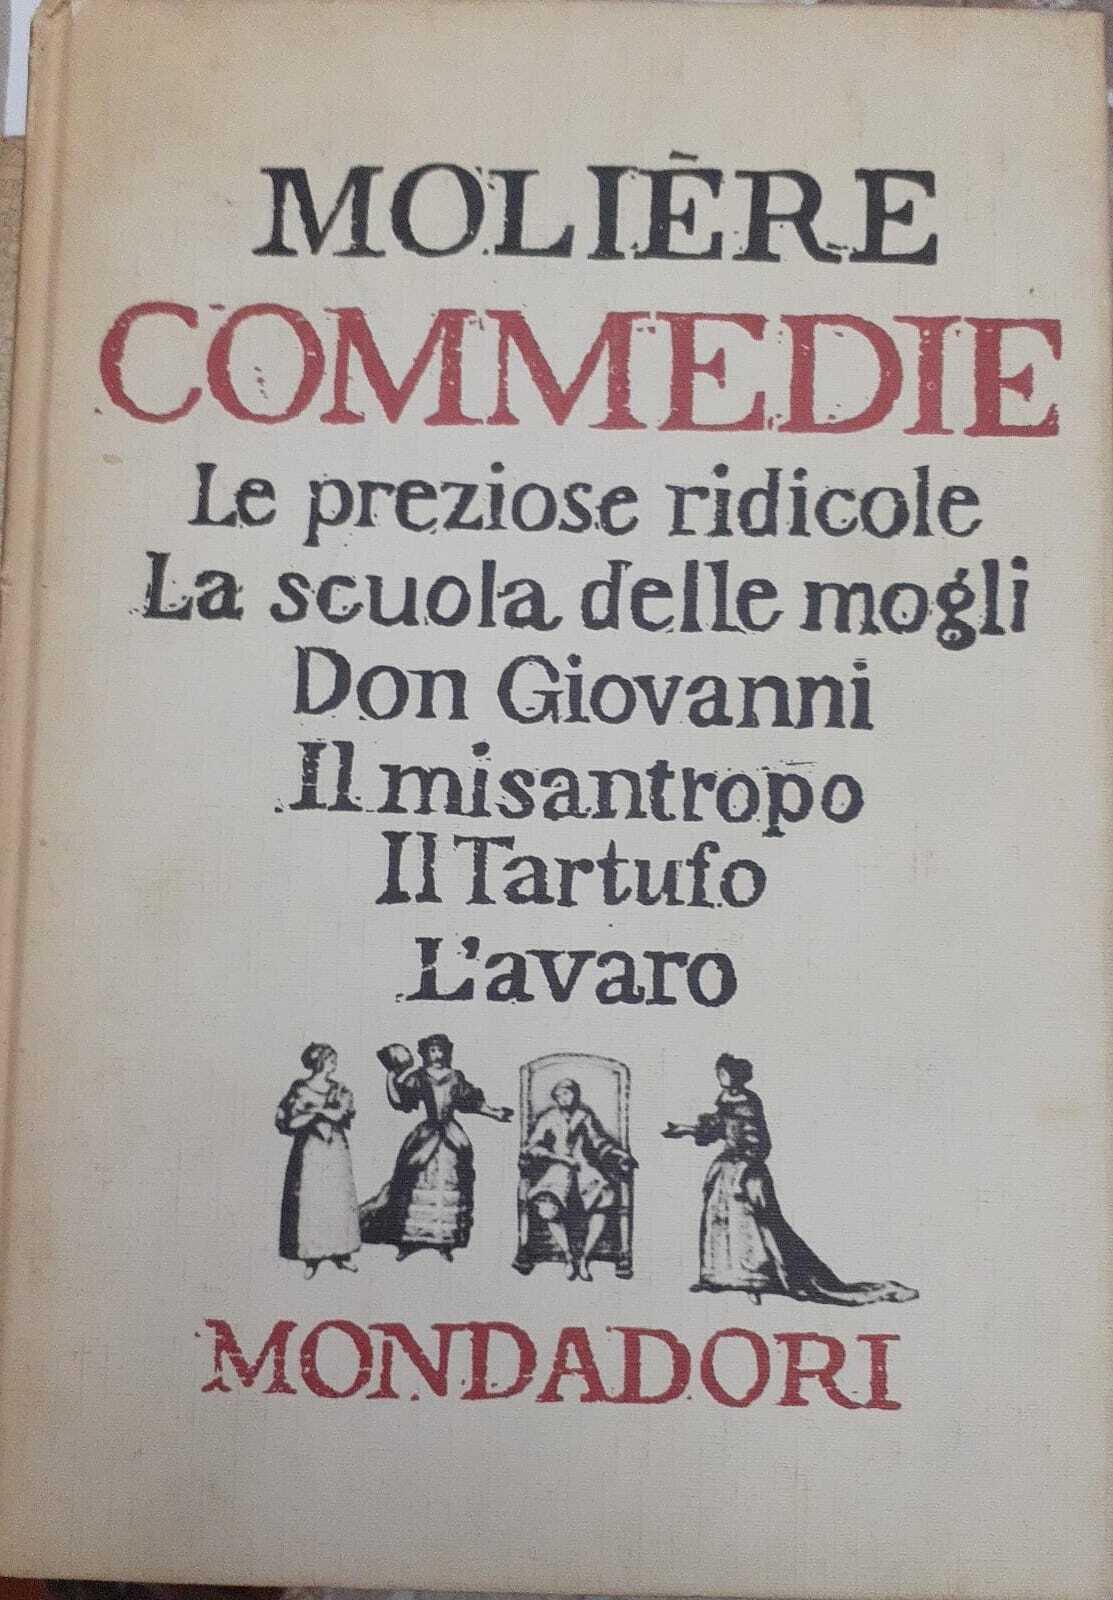 MOLIÈRE
COMMEDIE
Le preziose ridicole
La scuola delle mogli
Don Giovanni
Il misantropo
Il Tartufo
L'avaro
MONDADORI